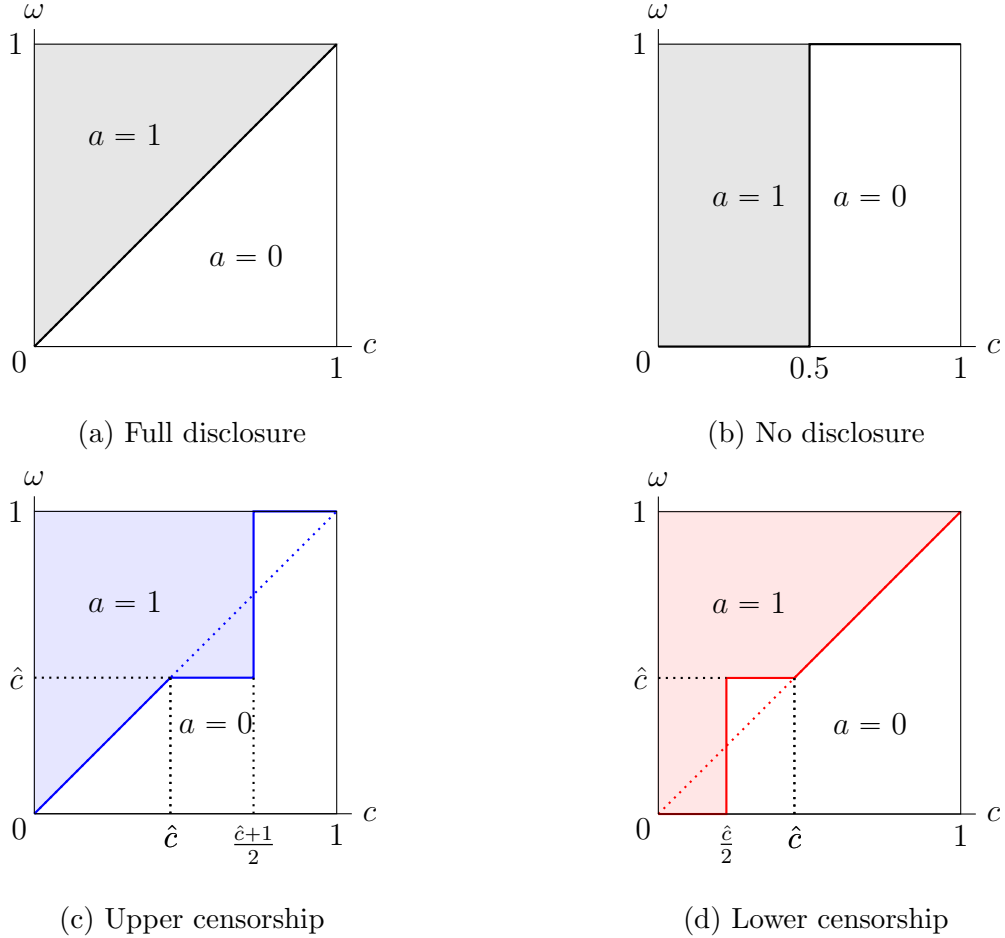 ω
1
a = 1
a = 0
0
1
c
(a) Full disclosure
ω
1
a = 1
a = 0
0
0.5
1
c
(b) No disclosure
ω
1
a = 1
ĉ
a = 0
0
ĉ
ĉ+1
2
1
c
(c) Upper censorship
ω
1
a = 1
ĉ
a = 0
0
ĉ
2
ĉ
1
c
(d) Lower censorship